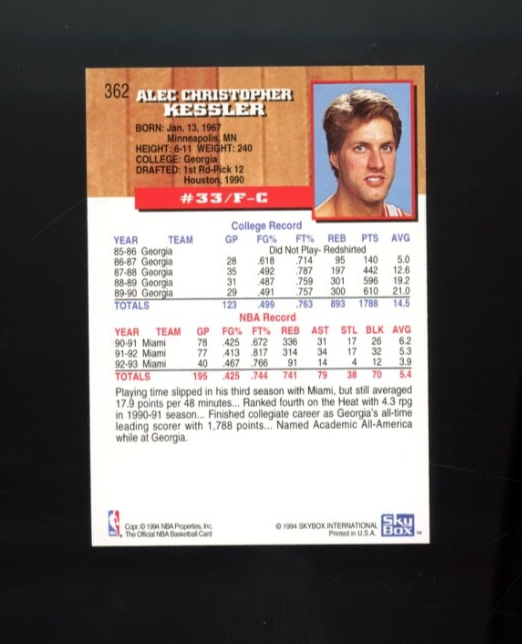 362 ALEC CHRISTOPHER
KESSLER
BORN: Jan. 13, 1967
Minneapolis, MN
HEIGHT: 6-11 WEIGHT: 240
COLLEGE: Georgia
DRAFTED: 1st Rd-Pick 12
Houston, 1990
#33/F-C
College Record
YEAR TEAM GP FG% FT% REB PTS AVG
85-86 Georgia Did Not Play- Redshirted
86-87 Georgia 28 .618 .714 95 140 5.0
87-88 Georgia 35 .492 .787 197 442 12.6
88-89 Georgia 31 .487 .759 301 596 19.2
89-90 Georgia 29 .491 .757 300 610 21.0
TOTALS 123 .499 .763 893 1788 14.5
NBA Record
YEAR TEAM GP FG% FT% REB AST STL BLK AVG
90-91 Miami 78 .425 .672 336 31 17 26 6.2
91-92 Miami 77 .413 .817 314 34 17 32 5.3
92-93 Miami 40 .467 .766 91 14 4 12 3.9
TOTALS 195 .425 .744 741 79 38 70 5.4
Playing time slipped in his third season with Miami, but still averaged
17.9 points per 48 minutes... Ranked fourth on the Heat with 4.3 rpg
in 1990-91 season... Finished collegiate career as Georgia's all-time
leading scorer with 1,788 points... Named Academic All-America
while at Georgia.
Copr. © 1994 NBA Properties, Inc.
The Official NBA Basketball Card
© 1994 SKYBOX INTERNATIONAL
Printed in U.S.A.
Sky
Box ™